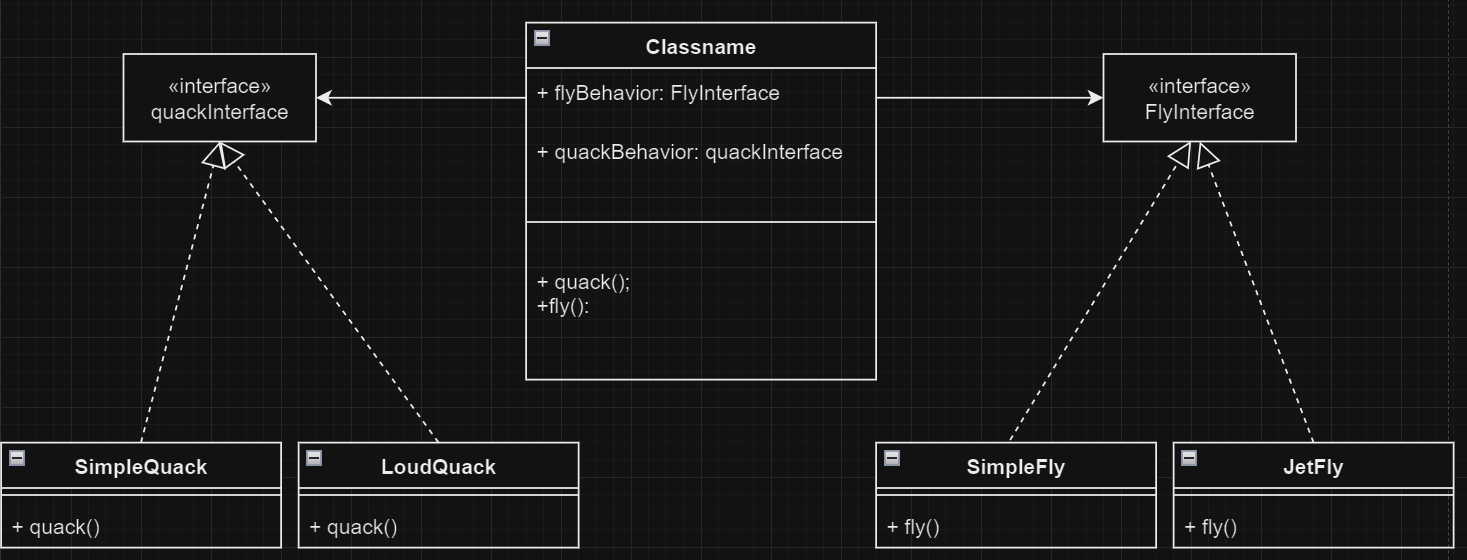 «interface»
quackInterface
Classname
+ flyBehavior: FlyInterface
+ quackBehavior: quackInterface
+ quack();
+fly():
«interface»
FlyInterface
SimpleQuack
+ quack()
LoudQuack
+ quack()
SimpleFly
+ fly()
JetFly
+ fly()